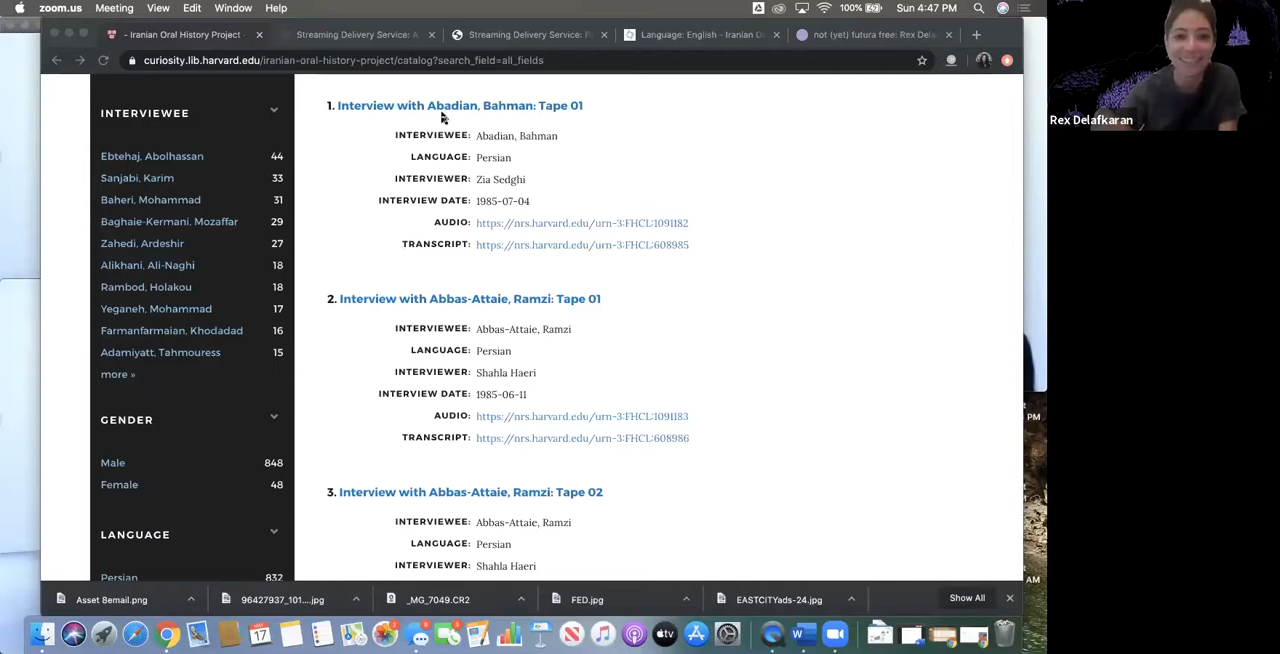 zoom.us Meeting View Edit Window Help 100% Sun 4:47 PM
- Iranian Oral History Project - Streaming Delivery Service: A Streaming Delivery Service: B Language: English - Iranian O not (yet) futura free: Rex Dela
curiosity.lib.harvard.edu/iranian-oral-history-project/catalog?search_field=all_fields
Rex Delafkaran
INTERVIEWEE
Ebtehaj, Abolhassan 44
Sanjabi, Karim 33
Baheri, Mohammad 31
Baghaie-Kermani, Mozaffar 29
Zahedi, Ardeshir 27
Alikhani, Ali-Naghi 18
Rambod, Holakou 18
Yeganeh, Mohammad 17
Farmanfarmaian, Khodadad 16
Adamiyatt, Tahmouress 15
more »
GENDER
Male 848
Female 48
LANGUAGE
Persian 832
1. Interview with Abadian, Bahman: Tape 01
INTERVIEWEE: Abadian, Bahman
LANGUAGE: Persian
INTERVIEWER: Zia Sedghi
INTERVIEW DATE: 1985-07-04
AUDIO: https://nrs.harvard.edu/urn-3:FHCL:1091182
TRANSCRIPT: https://nrs.harvard.edu/urn-3:FHCL:608985
2. Interview with Abbas-Attaie, Ramzi: Tape 01
INTERVIEWEE: Abbas-Attaie, Ramzi
LANGUAGE: Persian
INTERVIEWER: Shahla Haeri
INTERVIEW DATE: 1985-06-11
AUDIO: https://nrs.harvard.edu/urn-3:FHCL:1091183
TRANSCRIPT: https://nrs.harvard.edu/urn-3:FHCL:608986
3. Interview with Abbas-Attaie, Ramzi: Tape 02
INTERVIEWEE: Abbas-Attaie, Ramzi
LANGUAGE: Persian
INTERVIEWER: Shahla Haeri
PM
AM
Asset 8email.png 96427937_101....jpg _MG_7049.CR2 FED.jpg EASTCITYads-24.jpg Show All
17 tv W